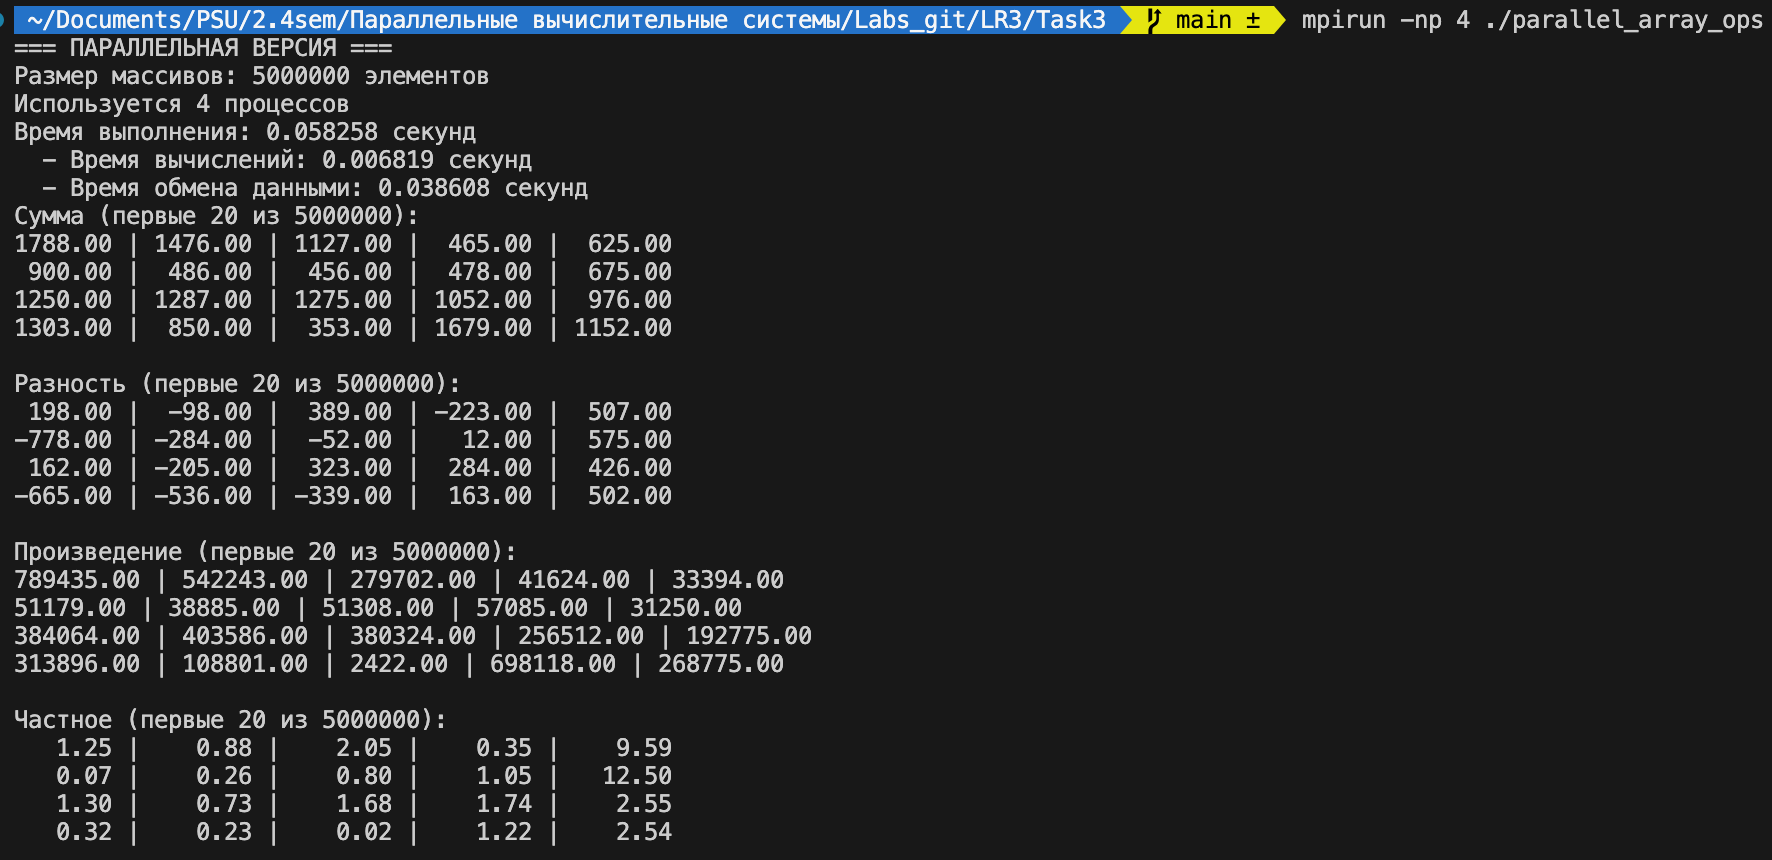 ~/Documents/PSU/2.4sem/Параллельные вычислительные системы/Labs_git/LR3/Task3 main ± mpirun -np 4 ./parallel_array_ops
=== ПАРАЛЛЕЛЬНАЯ ВЕРСИЯ ===
Размер массивов: 5000000 элементов
Используется 4 процессов
Время выполнения: 0.058258 секунд
  - Время вычислений: 0.006819 секунд
  - Время обмена данными: 0.038608 секунд
Сумма (первые 20 из 5000000):
1788.00 | 1476.00 | 1127.00 |  465.00 |  625.00
 900.00 |  486.00 |  456.00 |  478.00 |  675.00
1250.00 | 1287.00 | 1275.00 | 1052.00 |  976.00
1303.00 |  850.00 |  353.00 | 1679.00 | 1152.00
Разность (первые 20 из 5000000):
 198.00 |  -98.00 |  389.00 | -223.00 |  507.00
-778.00 | -284.00 |  -52.00 |   12.00 |  575.00
 162.00 | -205.00 |  323.00 |  284.00 |  426.00
-665.00 | -536.00 | -339.00 |  163.00 |  502.00
Произведение (первые 20 из 5000000):
789435.00 | 542243.00 | 279702.00 | 41624.00 | 33394.00
51179.00 | 38885.00 | 51308.00 | 57085.00 | 31250.00
384064.00 | 403586.00 | 380324.00 | 256512.00 | 192775.00
313896.00 | 108801.00 | 2422.00 | 698118.00 | 268775.00
Частное (первые 20 из 5000000):
   1.25 |    0.88 |    2.05 |    0.35 |    9.59
   0.07 |    0.26 |    0.80 |    1.05 |   12.50
   1.30 |    0.73 |    1.68 |    1.74 |    2.55
   0.32 |    0.23 |    0.02 |    1.22 |    2.54